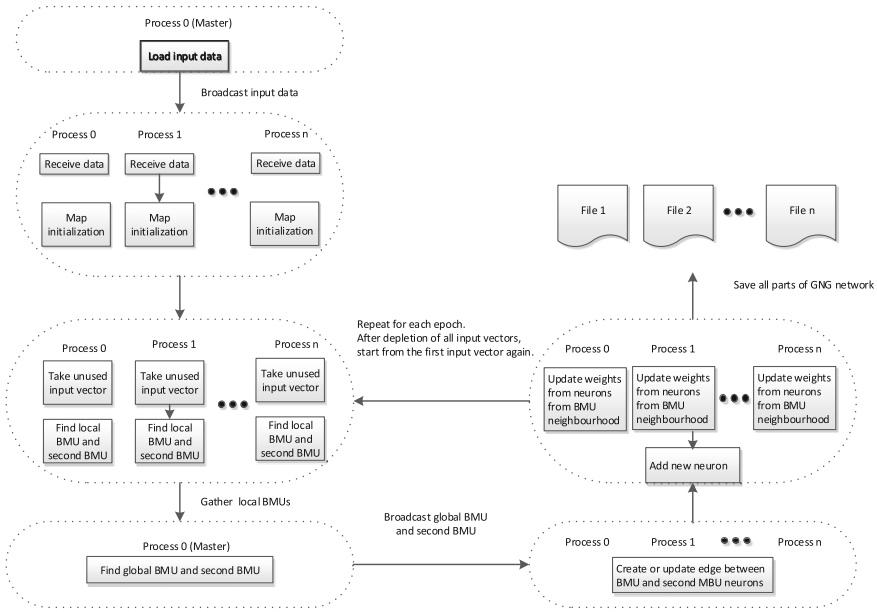 Process 0 (Master)
Load input data
Broadcast input data
Process 0
Process 1
Process n
Receive data
Receive data
Receive data
Map
initialization
Map
initialization
Map
initialization
Process 0
Process 1
Process n
Take unused
input vector
Take unused
input vector
Take unused
input vector
Find local
BMU and
second BMU
Find local
BMU and
second BMU
Find local
BMU and
second BMU
Gather local BMUs
Process 0 (Master)
Find global BMU and second BMU
Broadcast global BMU
and second BMU
Process 0
Process 1
Process n
Create or update edge between
BMU and second MBU neurons
Add new neuron
Process 0
Process 1
Process n
Update weights
from neurons
from BMU
neighbourhood
Update weights
from neurons
from BMU
neighbourhood
Update weights
from neurons
from BMU
neighbourhood
Repeat for each epoch.
After depletion of all input vectors,
start from the first input vector again.
Save all parts of GNG network
File 1
File 2
File n